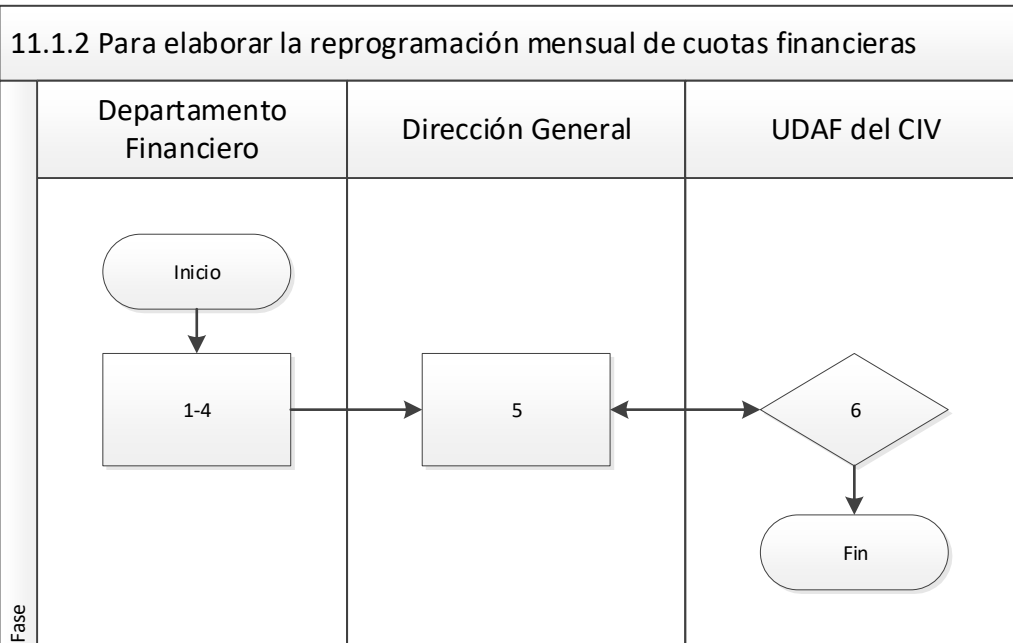 11.1.2 Para elaborar la reprogramación mensual de cuotas financieras
Departamento
Financiero
Dirección General
UDAF del CIV
Inicio
1-4
5
6
Fin
Fase